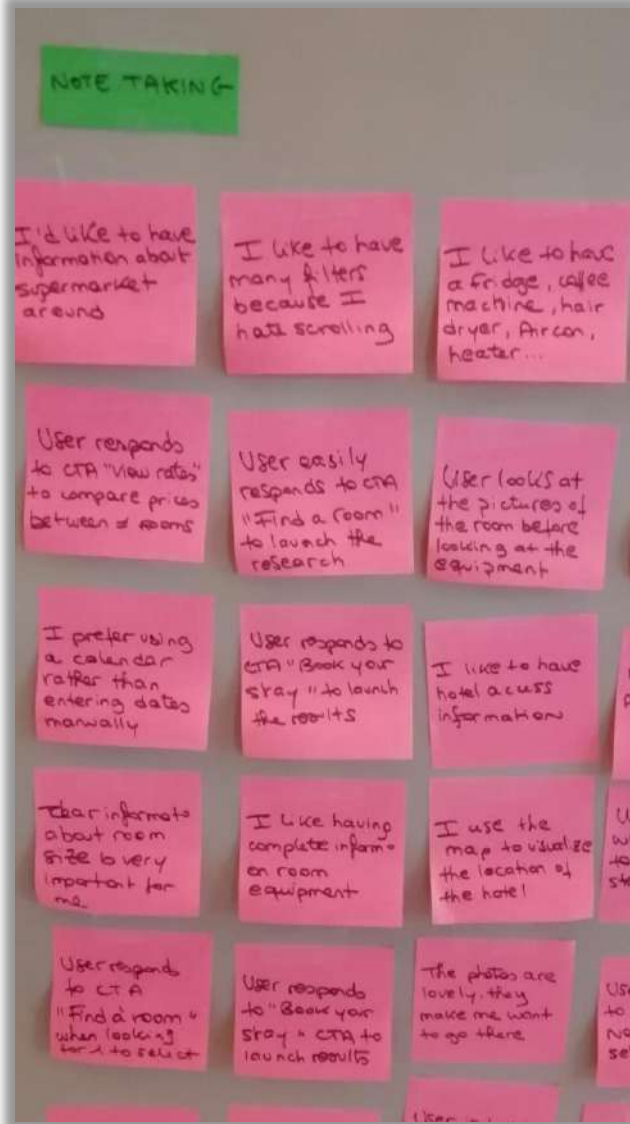 NOTE TAKING
I'd like to have
information about
supermarket
around
I like to have
many filters
because I
hate scrolling
I like to have
a fridge, coffee
machine, hair
dryer, Aircon,
heater...
User responds
to CTA "View rates"
to compare prices
between ≠ rooms
User easily
responds to CTA
"Find a room"
to launch the
research
User looks at
the pictures of
the room before
looking at the
equipment
I prefer using
a calendar
rather than
entering dates
manually
User responds to
CTA "Book your
stay" to launch
the results
I like to have
hotel access
information
Clear informat°
about room
size is very
important for
me
I like having
complete inform°
on room
equipment
I use the
map to visualize
the location of
the hotel
User responds
to CTA
"Find a room"
when looking
to select
User responds
to "Book your
stay" CTA to
launch results
The photos are
lovely, they
make me want
to go there
User